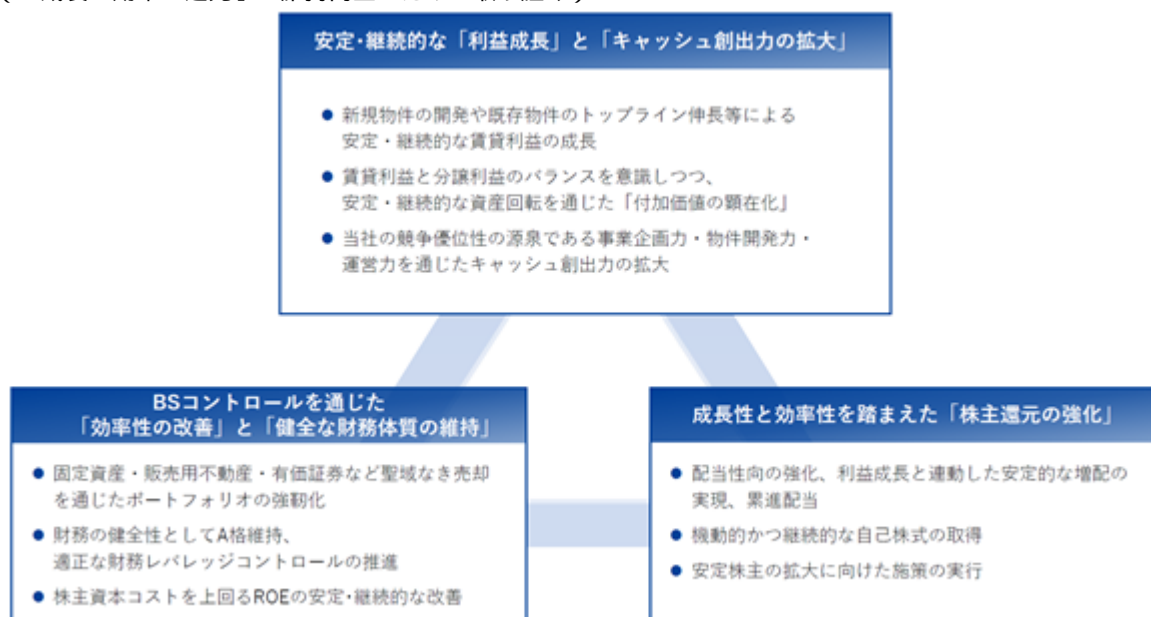 安定･継続的な「利益成長」と「キャッシュ創出力の拡大」
● 新規物件の開発や既存物件のトップライン伸長等による
安定・継続的な賃貸利益の成長
● 賃貸利益と分譲利益のバランスを意識しつつ、
安定・継続的な資産回転を通じた「付加価値の顕在化」
● 当社の競争優位性の源泉である事業企画力・物件開発力・
運営力を通じたキャッシュ創出力の拡大
BSコントロールを通じた
「効率性の改善」と「健全な財務体質の維持」
● 固定資産・販売用不動産・有価証券など聖域なき売却
を通じたポートフォリオの強靭化
● 財務の健全性としてA格維持、
適正な財務レバレッジコントロールの推進
● 株主資本コストを上回るROEの安定･継続的な改善
成長性と効率性を踏まえた「株主還元の強化」
● 配当性向の強化、利益成長と連動した安定的な増配の
実現、累進配当
● 機動的かつ継続的な自己株式の取得
● 安定株主の拡大に向けた施策の実行